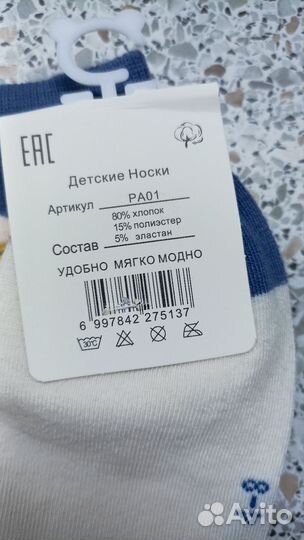 EAC
Детские Носки
Артикул PA01
80% хлопок
15% полиэстер
Состав 5% эластан
УДОБНО МЯГКО МОДНО
6 997842 275137
30°C
Avito